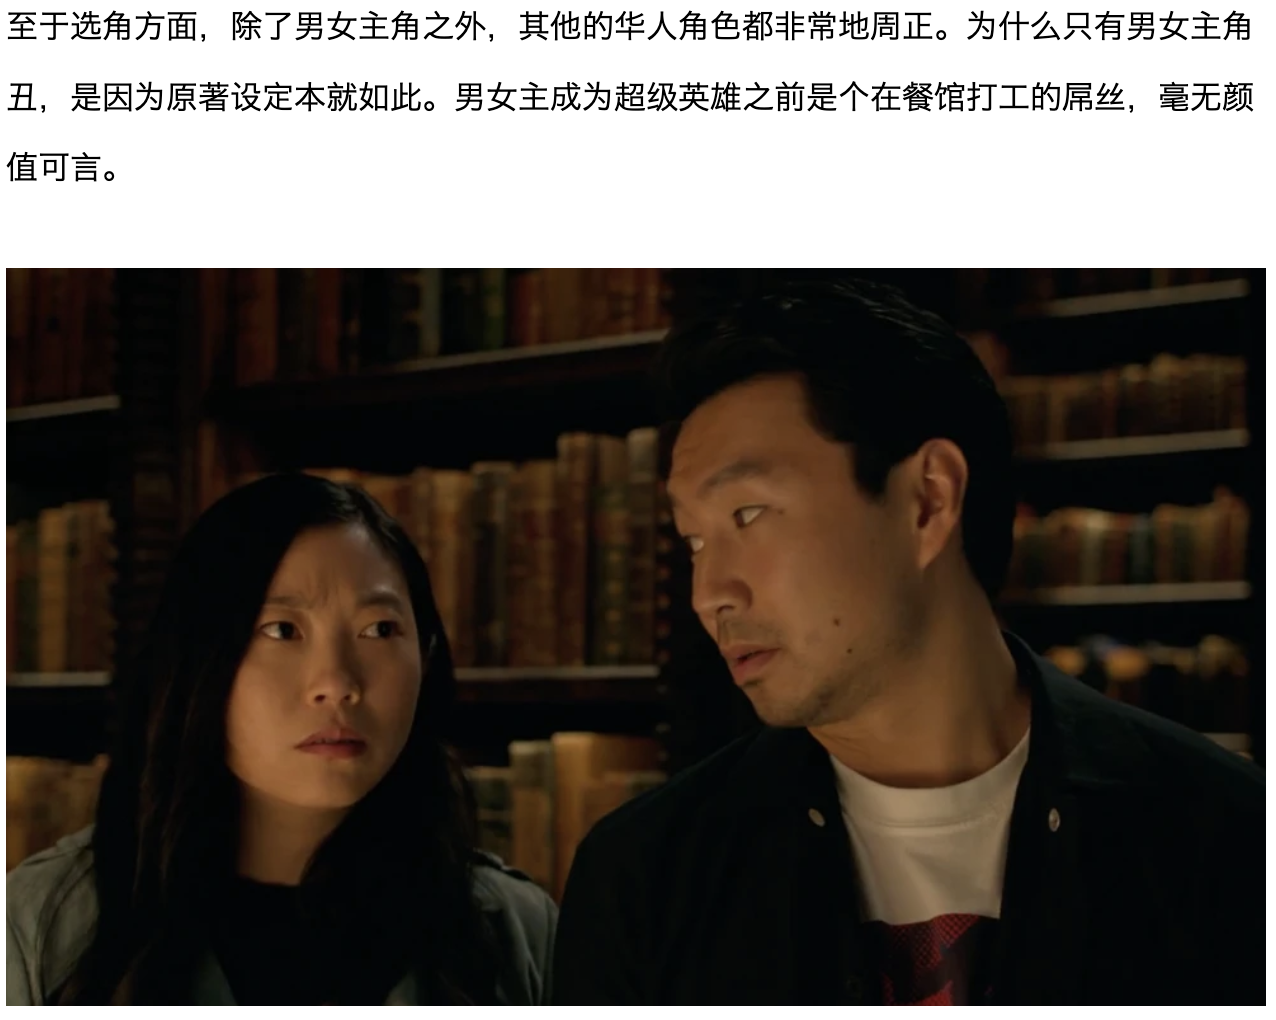 至于选角方面，除了男女主角之外，其他的华人角色都非常地周正。为什么只有男女主角
丑，是因为原著设定本就如此。男女主成为超级英雄之前是个在餐馆打工的屌丝，毫无颜
值可言。